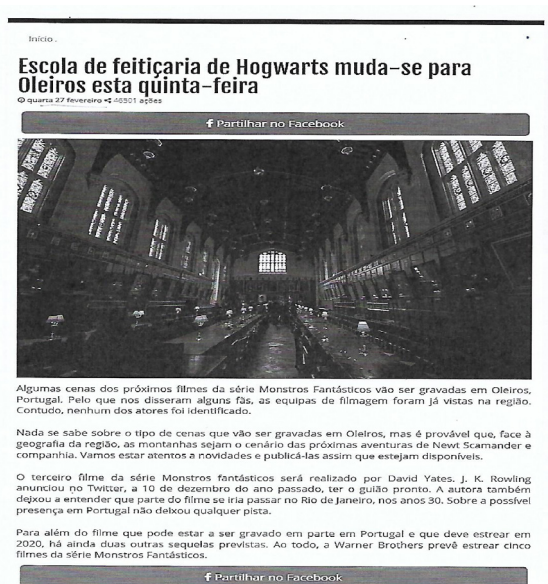 Início .
Escola de feitiçaria de Hogwarts muda-se para
Oleiros esta quinta-feira
quarta 27 fevereiro 46301 ações
f Partilhar no Facebook
Algumas cenas dos próximos filmes da série Monstros Fantásticos vão ser gravadas em Oleiros,
Portugal. Pelo que nos disseram alguns fãs, as equipas de filmagem foram já vistas na região.
Contudo, nenhum dos atores foi identificado.
Nada se sabe sobre o tipo de cenas que vão ser gravadas em Oleiros, mas é provável que, face à
geografia da região, as montanhas sejam o cenário das próximas aventuras de Newt Scamander e
companhia. Vamos estar atentos a novidades e publicá-las assim que estejam disponíveis.
O terceiro filme da série Monstros fantásticos será realizado por David Yates. J. K. Rowling
anunciou no Twitter, a 10 de dezembro do ano passado, ter o guião pronto. A autora também
deixou a entender que parte do filme se iria passar no Rio de Janeiro, nos anos 30. Sobre a possível
presença em Portugal não deixou qualquer pista.
Para além do filme que pode estar a ser gravado em parte em Portugal e que deve estrear em
2020, há ainda duas outras sequelas previstas. Ao todo, a Warner Brothers prevê estrear cinco
filmes da série Monstros Fantásticos.
f Partilhar no Facebook